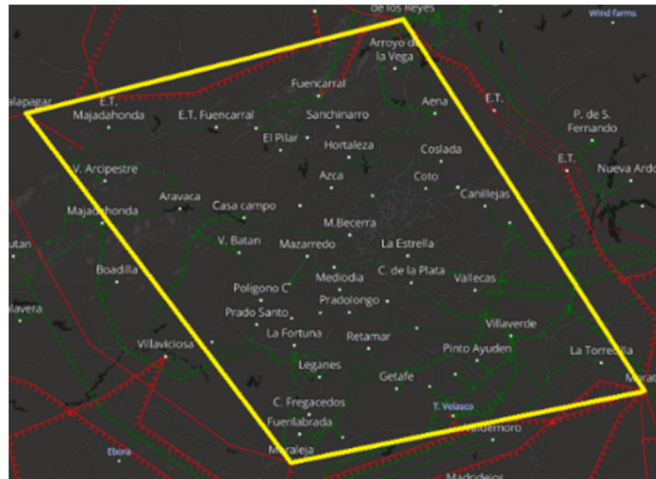 de los Reyes
Wind farms
Arroyo de
la Vega
Fuencarral
E.T.
Majadahonda
E.T. Fuencarral
Sanchinarro
Aena
E.T.
P. de S.
Fernando
El Pilar
Hortaleza
Coslada
E.T.
V. Arcipestre
Azca
Coto
Nueva Ardo
Aravaca
Casa campo
Canillejas
Majadahonda
M.Becerra
V. Batan
Mazarredo
La Estrella
Boadilla
Mediodia
C. de la Plata
Vallecas
Poligono C
Prado Santo
Pradolongo
Villaverde
La Fortuna
Retamar
Villaviciosa
Pinto Ayuden
La Torrecilla
Leganes
Getafe
C. Fregacedos
T. Velasco
Fuenlabrada
Moraleja
Ebora